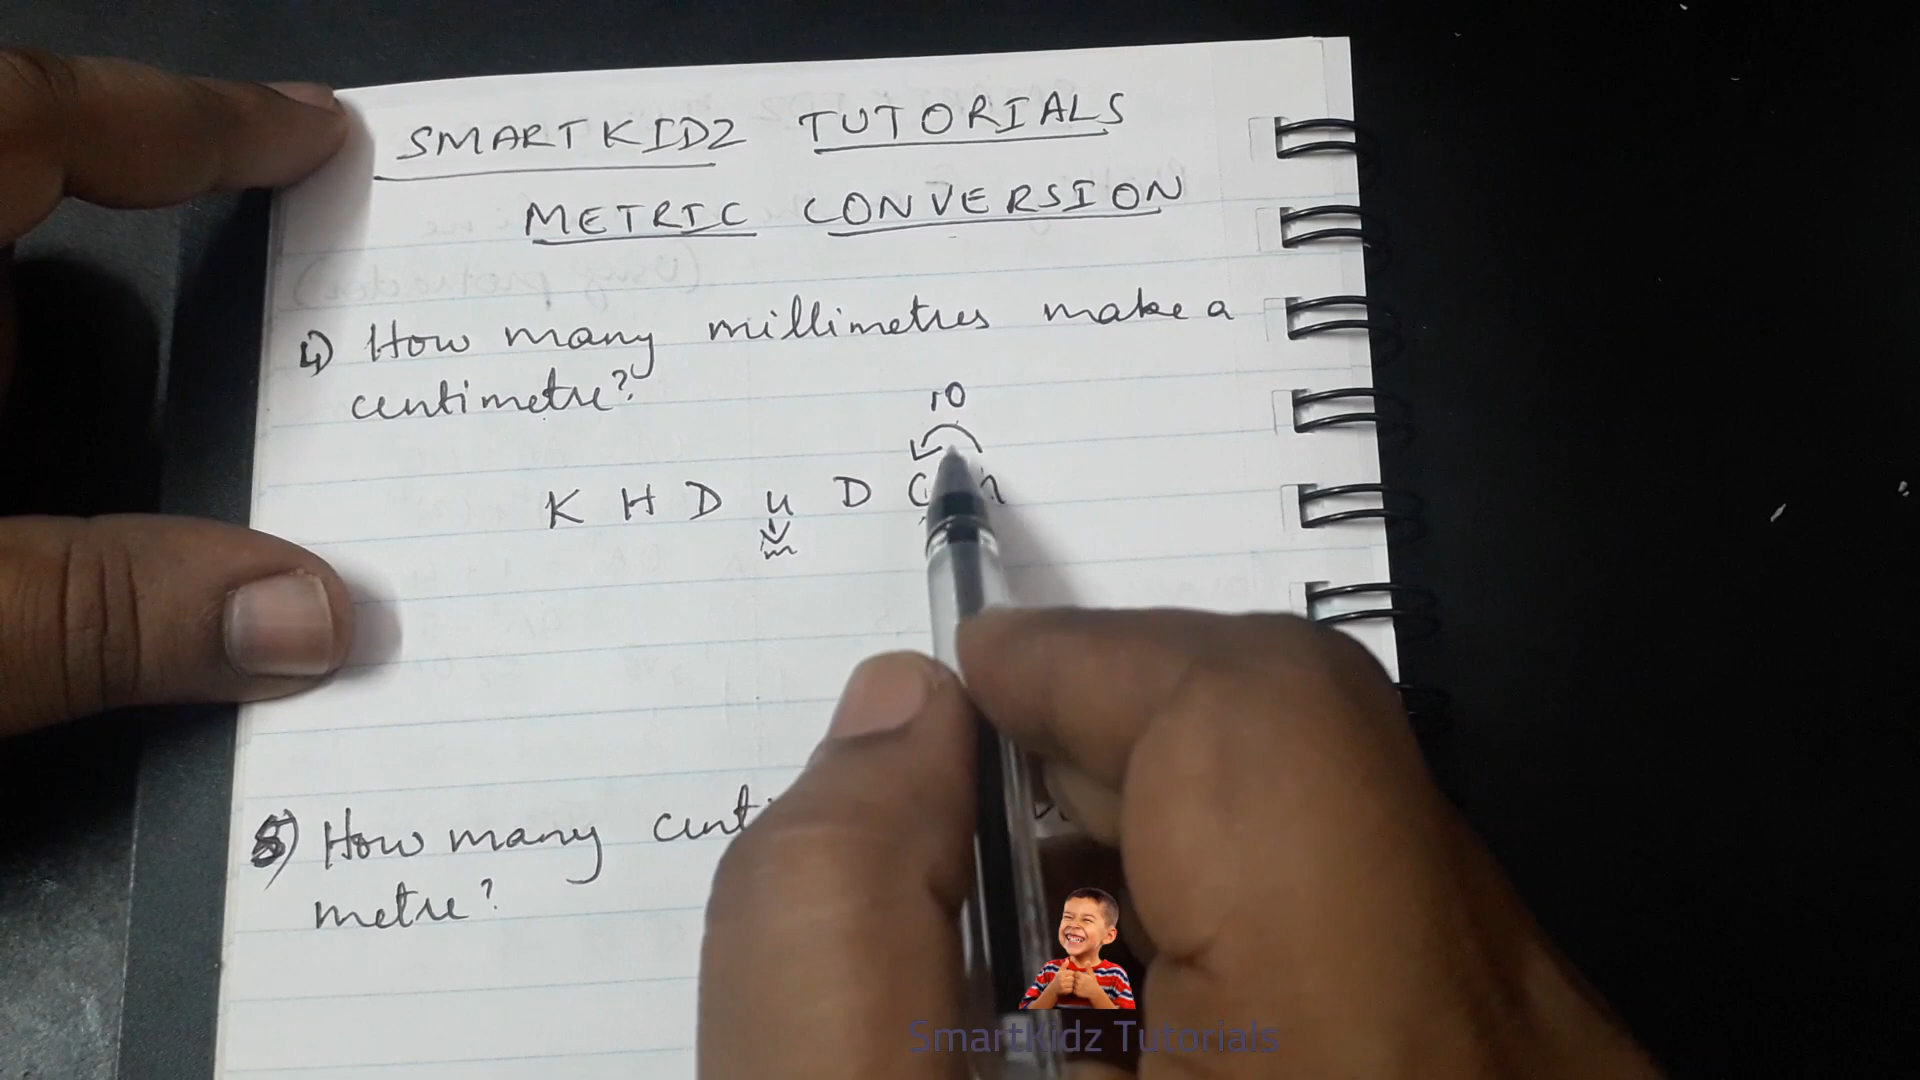 SMARTKIDZ TUTORIALS
METRIC CONVERSION
4) How many millimetres make a
centimetre?
10
K H D u D C
m
5) How many
metre?
SmartKidz Tutorials